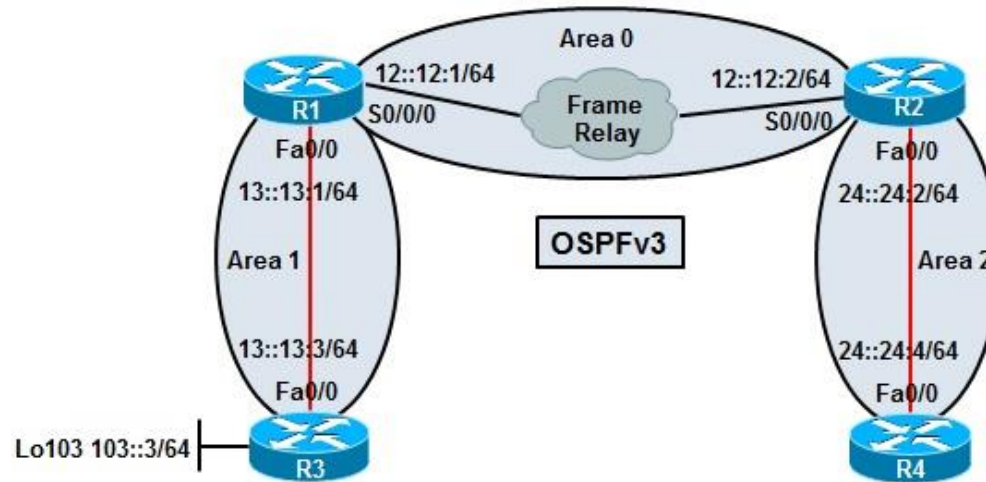 Area 0
12::12:1/64
12::12:2/64
Frame
Relay
R1
R2
S0/0/0
S0/0/0
Fa0/0
Fa0/0
13::13:1/64
24::24:2/64
OSPFv3
Area 1
Area 2
13::13:3/64
24::24:4/64
Fa0/0
Fa0/0
Lo103 103::3/64
R3
R4